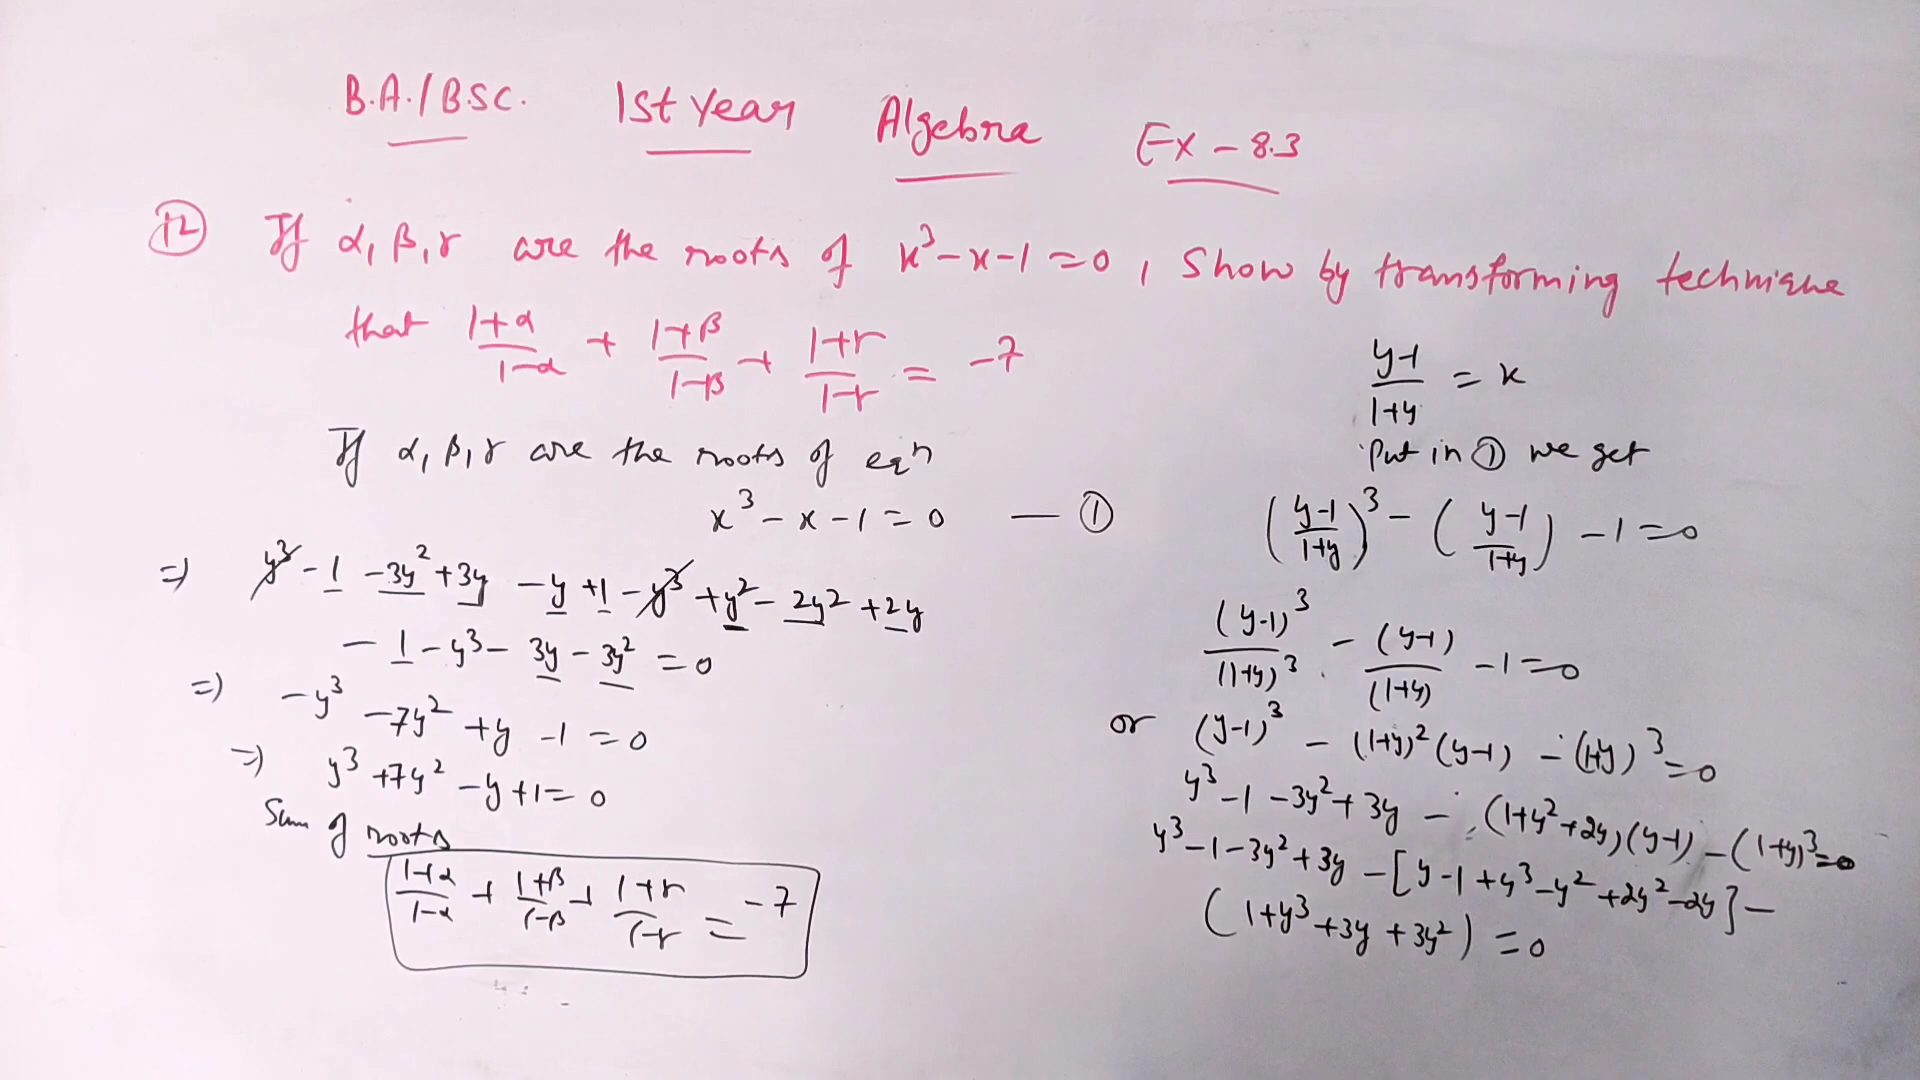 B.A./B.SC. 1st Year Algebra Ex - 8.3
(12) If α, β, γ are the roots of x³-x-1=0, Show by transforming technique
that (1+α)/(1-α) + (1+β)/(1-β) + (1+r)/(1-r) = -7
If α, β, γ are the roots of eqⁿ
x³ - x - 1 = 0 — ①
⇒ y³ - 1 - 3y² + 3y - y + 1 - y³ + y² - 2y² + 2y
- 1 - y³ - 3y - 3y² = 0
⇒ -y³ - 7y² + y - 1 = 0
⇒ y³ + 7y² - y + 1 = 0
Sum of roots
(1+α)/(1-α) + (1+β)/(1-β) + (1+r)/(1-r) = -7
(y-1)/(1+y) = x
Put in ① we get
((y-1)/(1+y))³ - ((y-1)/(1+y)) - 1 = 0
(y-1)³/(1+y)³ - (y-1)/(1+y) - 1 = 0
or (y-1)³ - (1+y)²(y-1) - (1+y)³ = 0
y³ - 1 - 3y² + 3y - (1+y²+2y)(y-1) - (1+y)³ = 0
y³ - 1 - 3y² + 3y - [y - 1 + y³ - y² + 2y² - 2y] -
(1 + y³ + 3y + 3y²) = 0